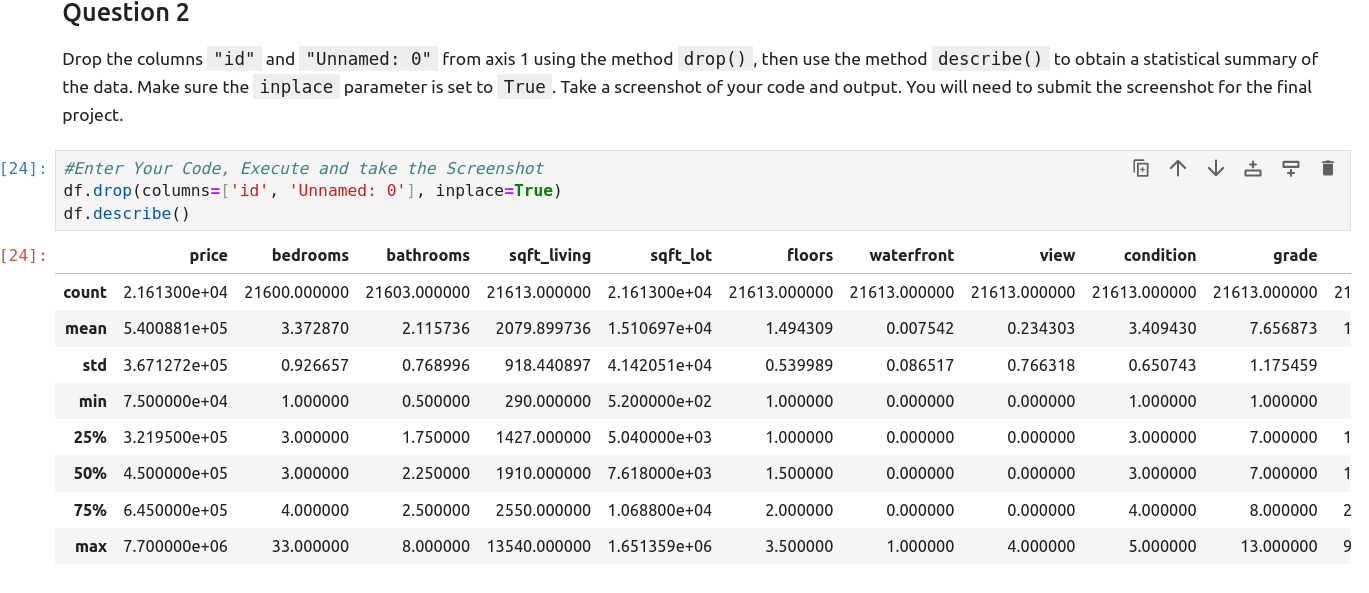 Question 2
Drop the columns "id" and "Unnamed: 0" from axis 1 using the method drop(), then use the method describe() to obtain a statistical summary of
the data. Make sure the inplace parameter is set to True. Take a screenshot of your code and output. You will need to submit the screenshot for the final
project.
[24]: #Enter Your Code, Execute and take the Screenshot
df.drop(columns=['id', 'Unnamed: 0'], inplace=True)
df.describe()
[24]: price bedrooms bathrooms sqft_living sqft_lot floors waterfront view condition grade
count 2.161300e+04 21600.000000 21603.000000 21613.000000 2.161300e+04 21613.000000 21613.000000 21613.000000 21613.000000 21613.000000 21
mean 5.400881e+05 3.372870 2.115736 2079.899736 1.510697e+04 1.494309 0.007542 0.234303 3.409430 7.656873 1
std 3.671272e+05 0.926657 0.768996 918.440897 4.142051e+04 0.539989 0.086517 0.766318 0.650743 1.175459
min 7.500000e+04 1.000000 0.500000 290.000000 5.200000e+02 1.000000 0.000000 0.000000 1.000000 1.000000
25% 3.219500e+05 3.000000 1.750000 1427.000000 5.040000e+03 1.000000 0.000000 0.000000 3.000000 7.000000 1
50% 4.500000e+05 3.000000 2.250000 1910.000000 7.618000e+03 1.500000 0.000000 0.000000 3.000000 7.000000 1
75% 6.450000e+05 4.000000 2.500000 2550.000000 1.068800e+04 2.000000 0.000000 0.000000 4.000000 8.000000 2
max 7.700000e+06 33.000000 8.000000 13540.000000 1.651359e+06 3.500000 1.000000 4.000000 5.000000 13.000000 9